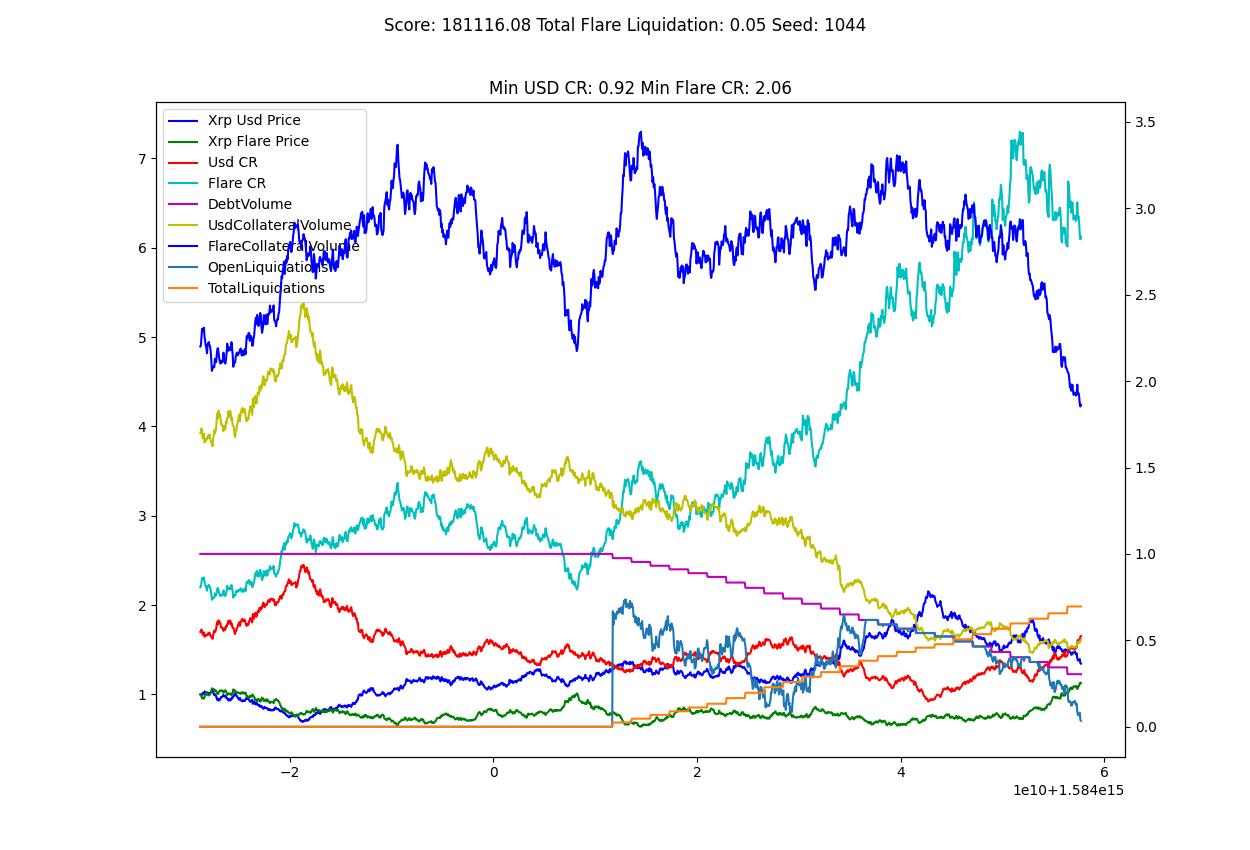 Score: 181116.08 Total Flare Liquidation: 0.05 Seed: 1044
Min USD CR: 0.92 Min Flare CR: 2.06
Xrp Usd Price
Xrp Flare Price
Usd CR
Flare CR
DebtVolume
UsdCollateralVolume
FlareCollateralVolume
OpenLiquidations
TotalLiquidations
7
6
5
4
3
2
1
3.5
3.0
2.5
2.0
1.5
1.0
0.5
0.0
−2 0 2 4 6
1e10+1.584e15